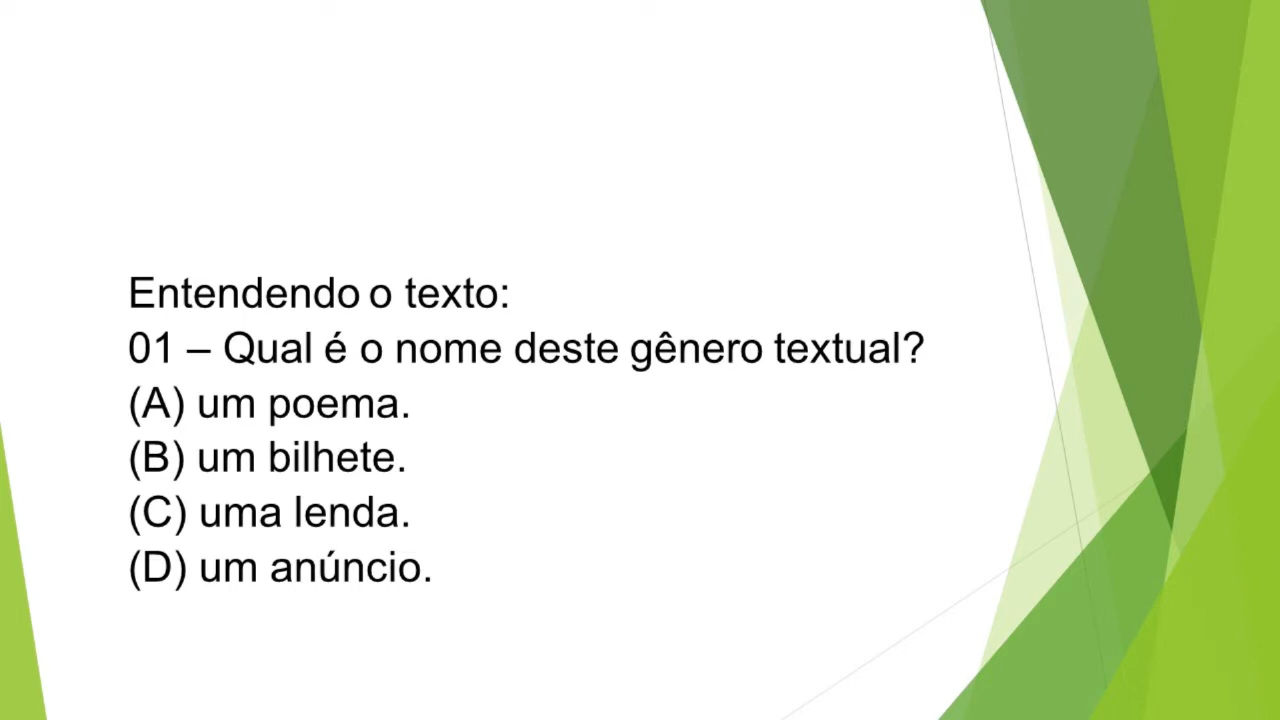 Entendendo o texto:
01 – Qual é o nome deste gênero textual?
(A) um poema.
(B) um bilhete.
(C) uma lenda.
(D) um anúncio.